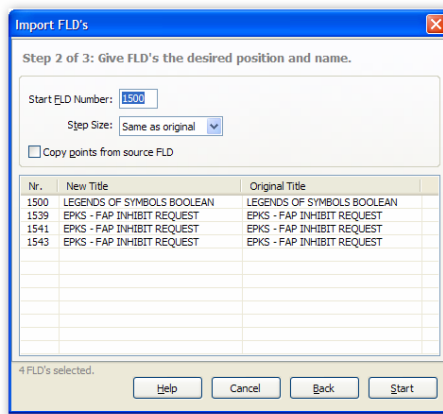 Import FLD's
Step 2 of 3: Give FLD's the desired position and name.
Start FLD Number: 1500
Step Size: Same as original
Copy points from source FLD
Nr. New Title Original Title
1500 LEGENDS OF SYMBOLS BOOLEAN LEGENDS OF SYMBOLS BOOLEAN
1539 EPKS - FAP INHIBIT REQUEST EPKS - FAP INHIBIT REQUEST
1541 EPKS - FAP INHIBIT REQUEST EPKS - FAP INHIBIT REQUEST
1543 EPKS - FAP INHIBIT REQUEST EPKS - FAP INHIBIT REQUEST
4 FLD's selected.
Help Cancel Back Start